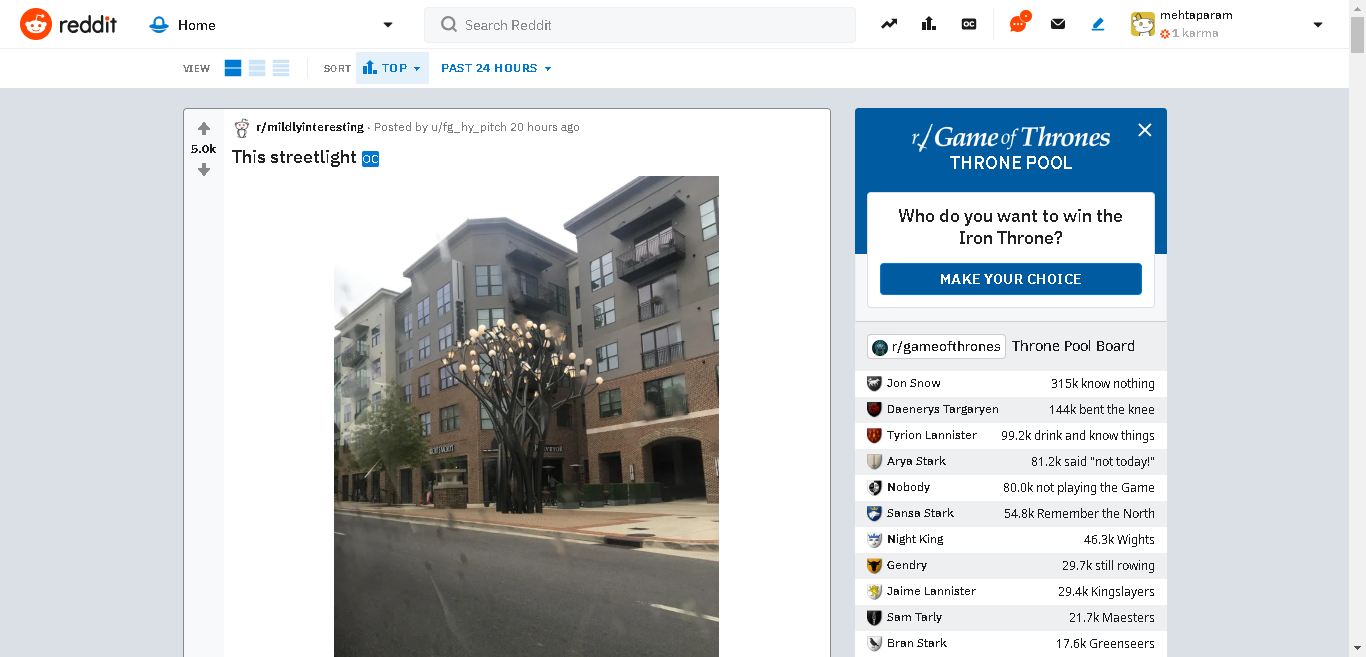 reddit
Home
Search Reddit
OC
mehtaparam
1 karma
VIEW
SORT
TOP
PAST 24 HOURS
5.0k
r/mildlyinteresting · Posted by u/fg_hy_pitch 20 hours ago
This streetlight OC
r/Game of Thrones
THRONE POOL
Who do you want to win the
Iron Throne?
MAKE YOUR CHOICE
r/gameofthrones Throne Pool Board
Jon Snow 315k know nothing
Daenerys Targaryen 144k bent the knee
Tyrion Lannister 99.2k drink and know things
Arya Stark 81.2k said "not today!"
Nobody 80.0k not playing the Game
Sansa Stark 54.8k Remember the North
Night King 46.3k Wights
Gendry 29.7k still rowing
Jaime Lannister 29.4k Kingslayers
Sam Tarly 21.7k Maesters
Bran Stark 17.6k Greenseers